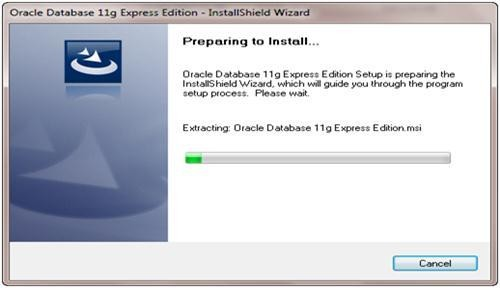 Oracle Database 11g Express Edition - InstallShield Wizard
Preparing to Install...
Oracle Database 11g Express Edition Setup is preparing the
InstallShield Wizard, which will guide you through the program
setup process. Please wait.
Extracting: Oracle Database 11g Express Edition.msi
Cancel